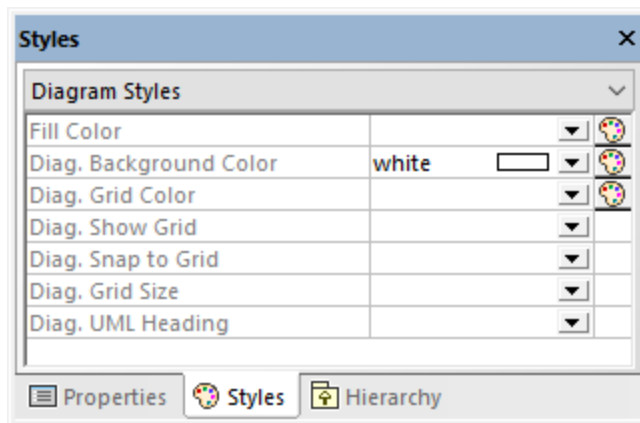 Styles
Diagram Styles
Fill Color
Diag. Background Color white
Diag. Grid Color
Diag. Show Grid
Diag. Snap to Grid
Diag. Grid Size
Diag. UML Heading
Properties Styles Hierarchy